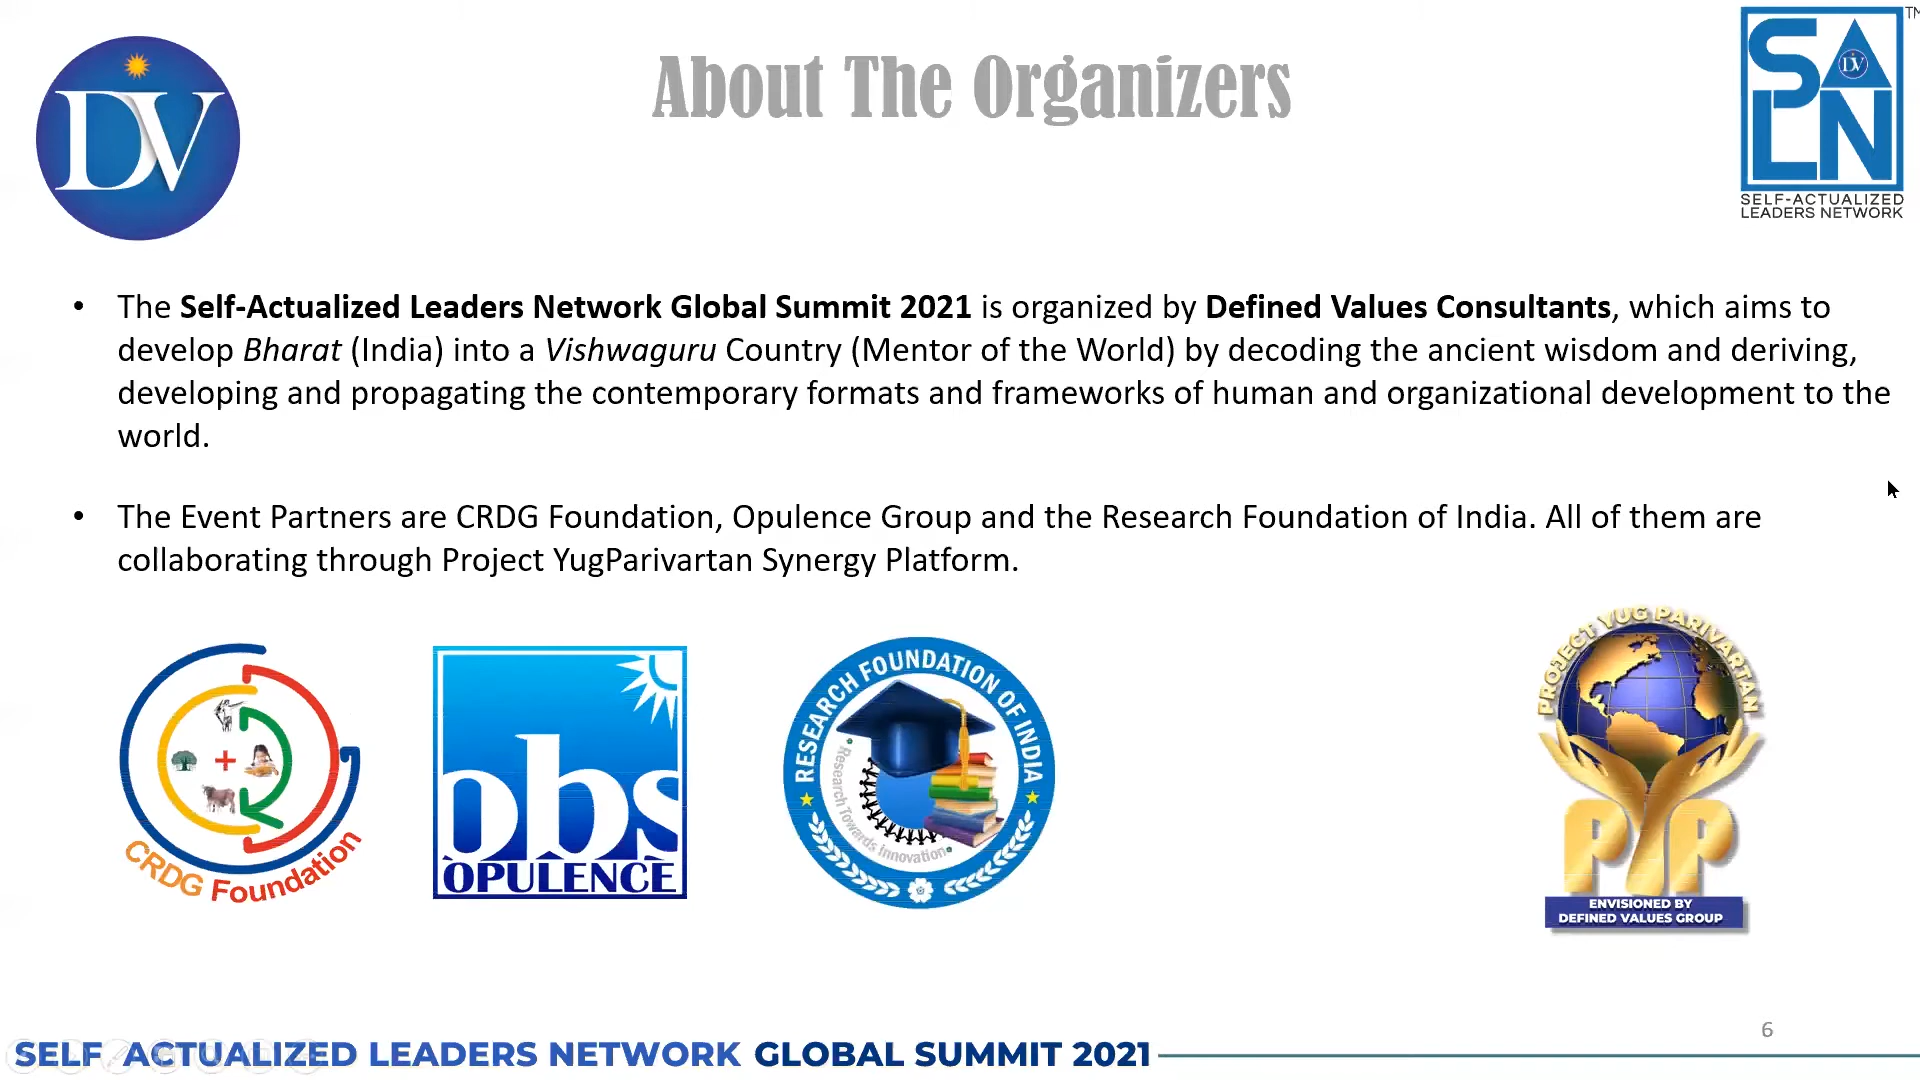 DV
About The Organizers
TM
S
DV
LN
SELF-ACTUALIZED
LEADERS NETWORK
• The Self-Actualized Leaders Network Global Summit 2021 is organized by Defined Values Consultants, which aims to
develop Bharat (India) into a Vishwaguru Country (Mentor of the World) by decoding the ancient wisdom and deriving,
developing and propagating the contemporary formats and frameworks of human and organizational development to the
world.
• The Event Partners are CRDG Foundation, Opulence Group and the Research Foundation of India. All of them are
collaborating through Project YugParivartan Synergy Platform.
CRDG Foundation
obs
OPULENCE
RESEARCH FOUNDATION OF INDIA
Research Towards Innovation
PROJECT YUG PARIVARTAN
PYP
ENVISIONED BY
DEFINED VALUES GROUP
6
SELF ACTUALIZED LEADERS NETWORK GLOBAL SUMMIT 2021